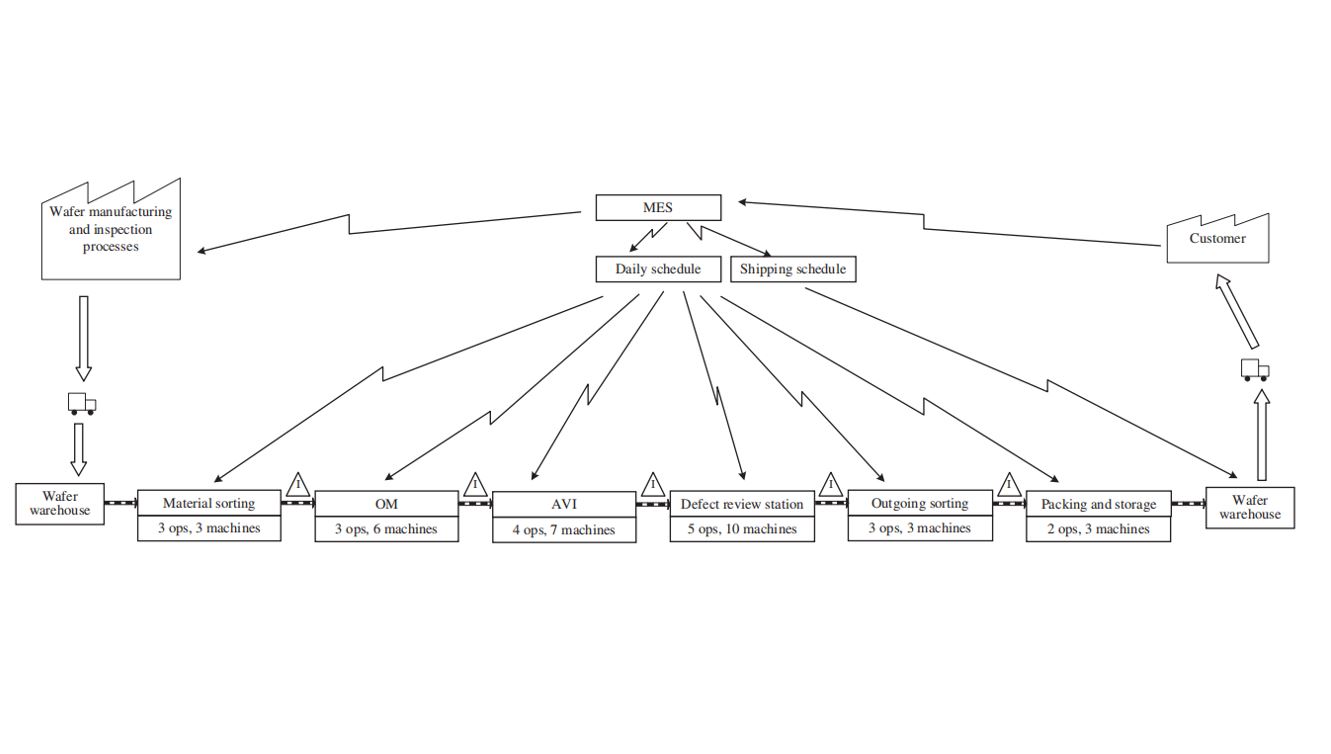 Wafer manufacturing
and inspection
processes
MES
Customer
Daily schedule
Shipping schedule
I
I
I
I
I
Wafer
warehouse
Material sorting
3 ops, 3 machines
OM
3 ops, 6 machines
AVI
4 ops, 7 machines
Defect review station
5 ops, 10 machines
Outgoing sorting
3 ops, 3 machines
Packing and storage
2 ops, 3 machines
Wafer
warehouse